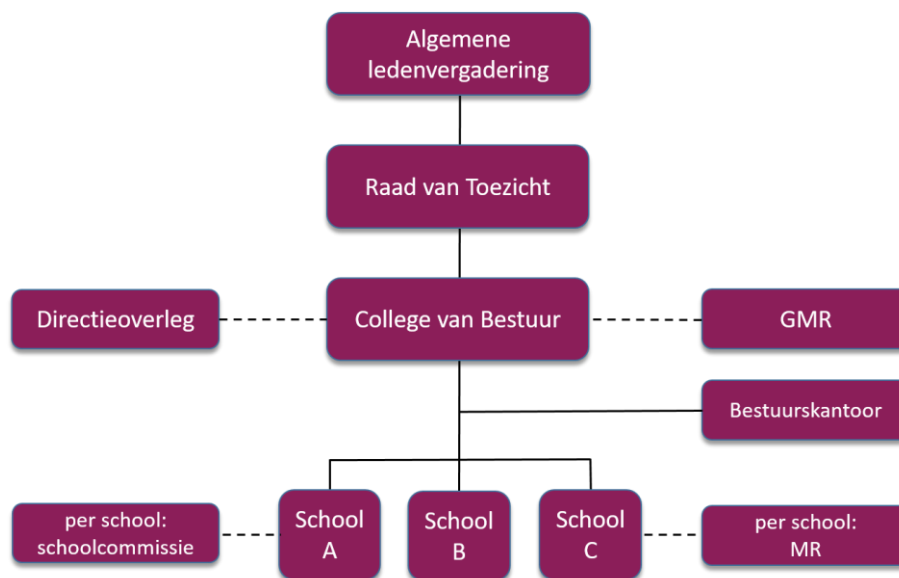 Algemene
ledenvergadering
Raad van Toezicht
Directieoverleg
College van Bestuur
GMR
Bestuurskantoor
per school:
schoolcommissie
School
A
School
B
School
C
per school:
MR